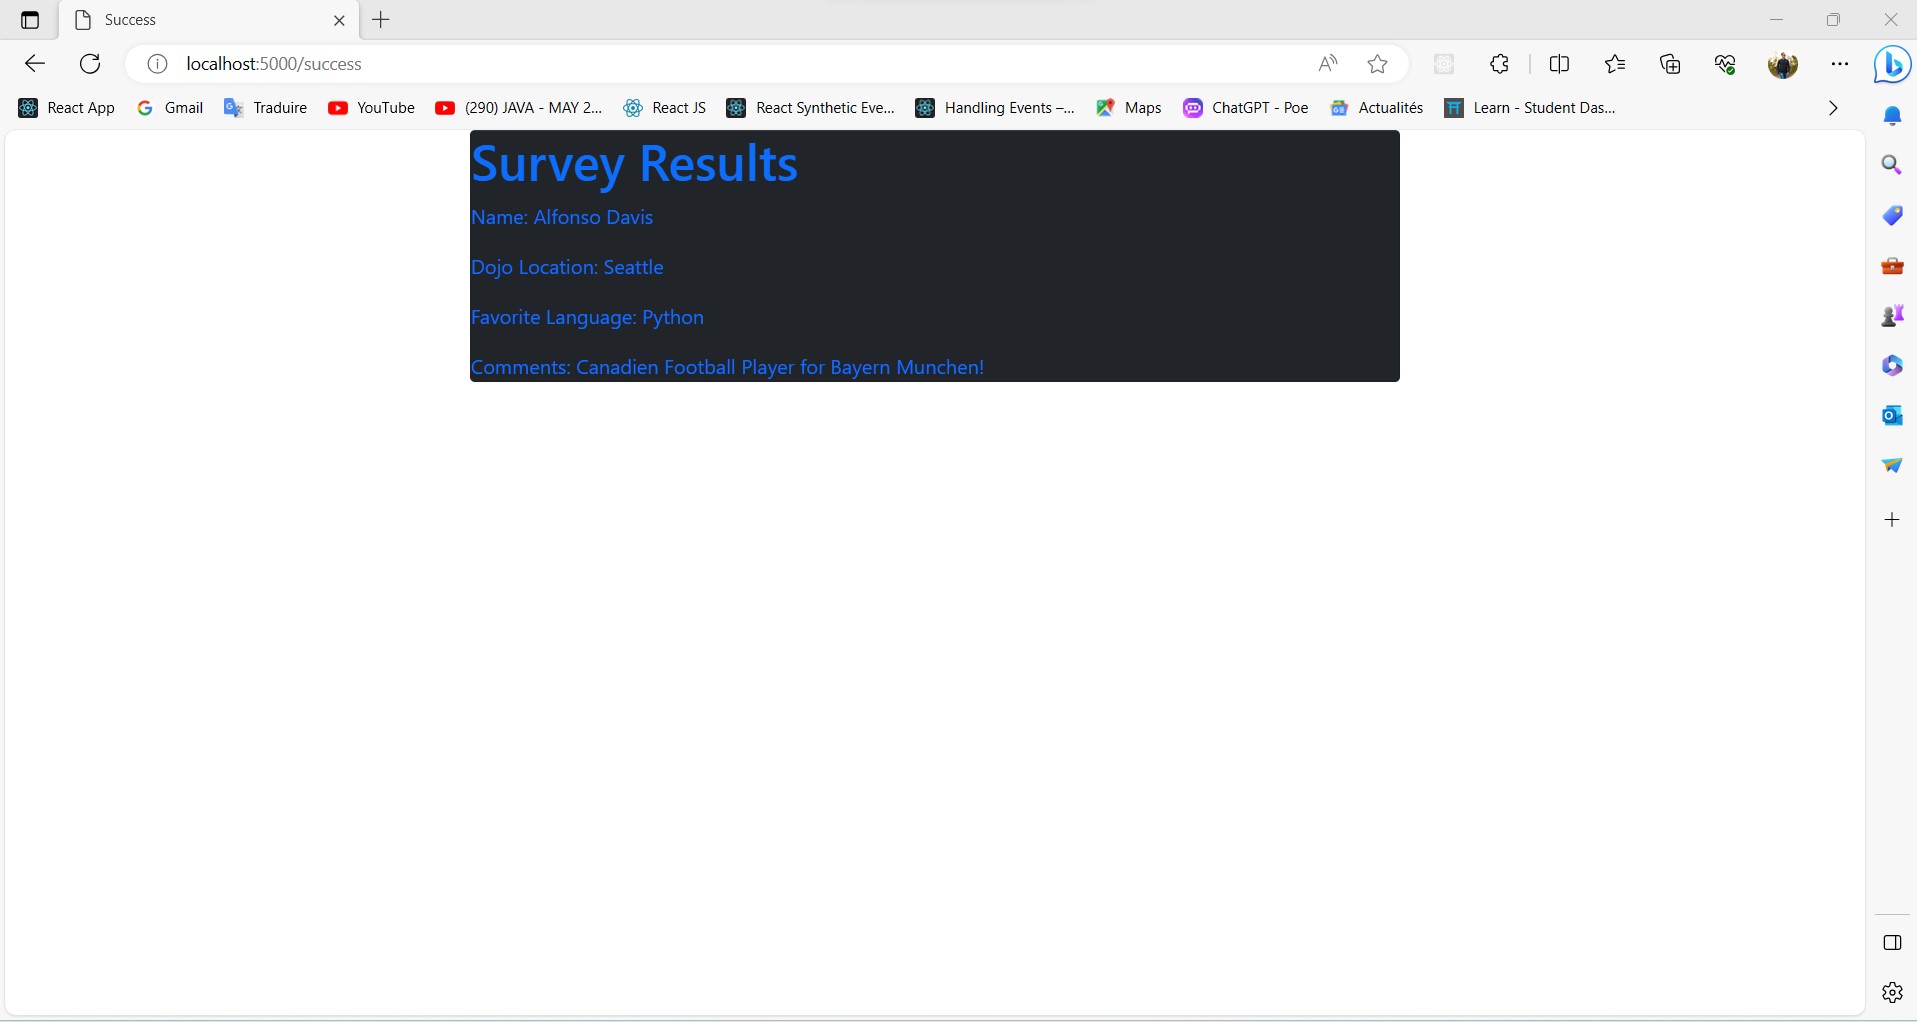 Success
localhost:5000/success
React App Gmail Traduire YouTube (290) JAVA - MAY 2... React JS React Synthetic Eve... Handling Events –... Maps ChatGPT - Poe Actualités Learn - Student Das...
Survey Results
Name: Alfonso Davis
Dojo Location: Seattle
Favorite Language: Python
Comments: Canadien Football Player for Bayern Munchen!